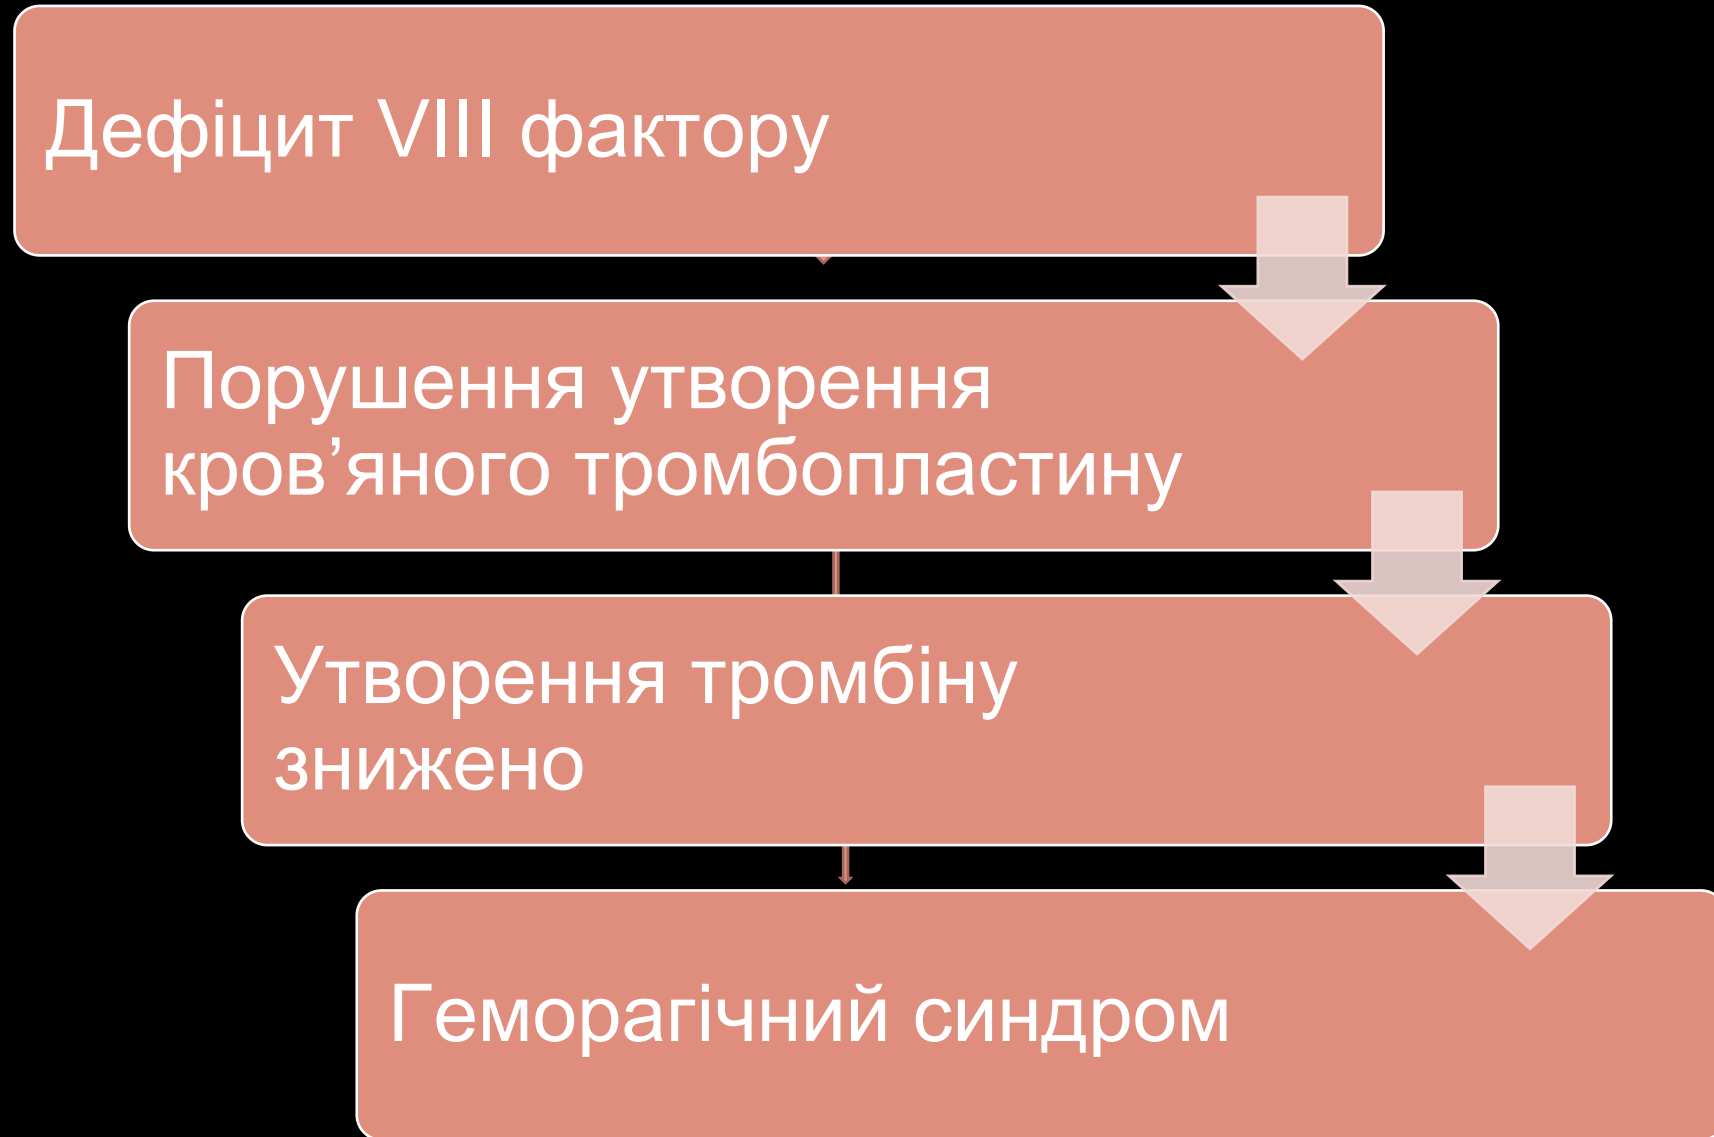 Дефіцит VIII фактору
Порушення утворення
кров’яного тромбопластину
Утворення тромбіну
знижено
Геморагічний синдром